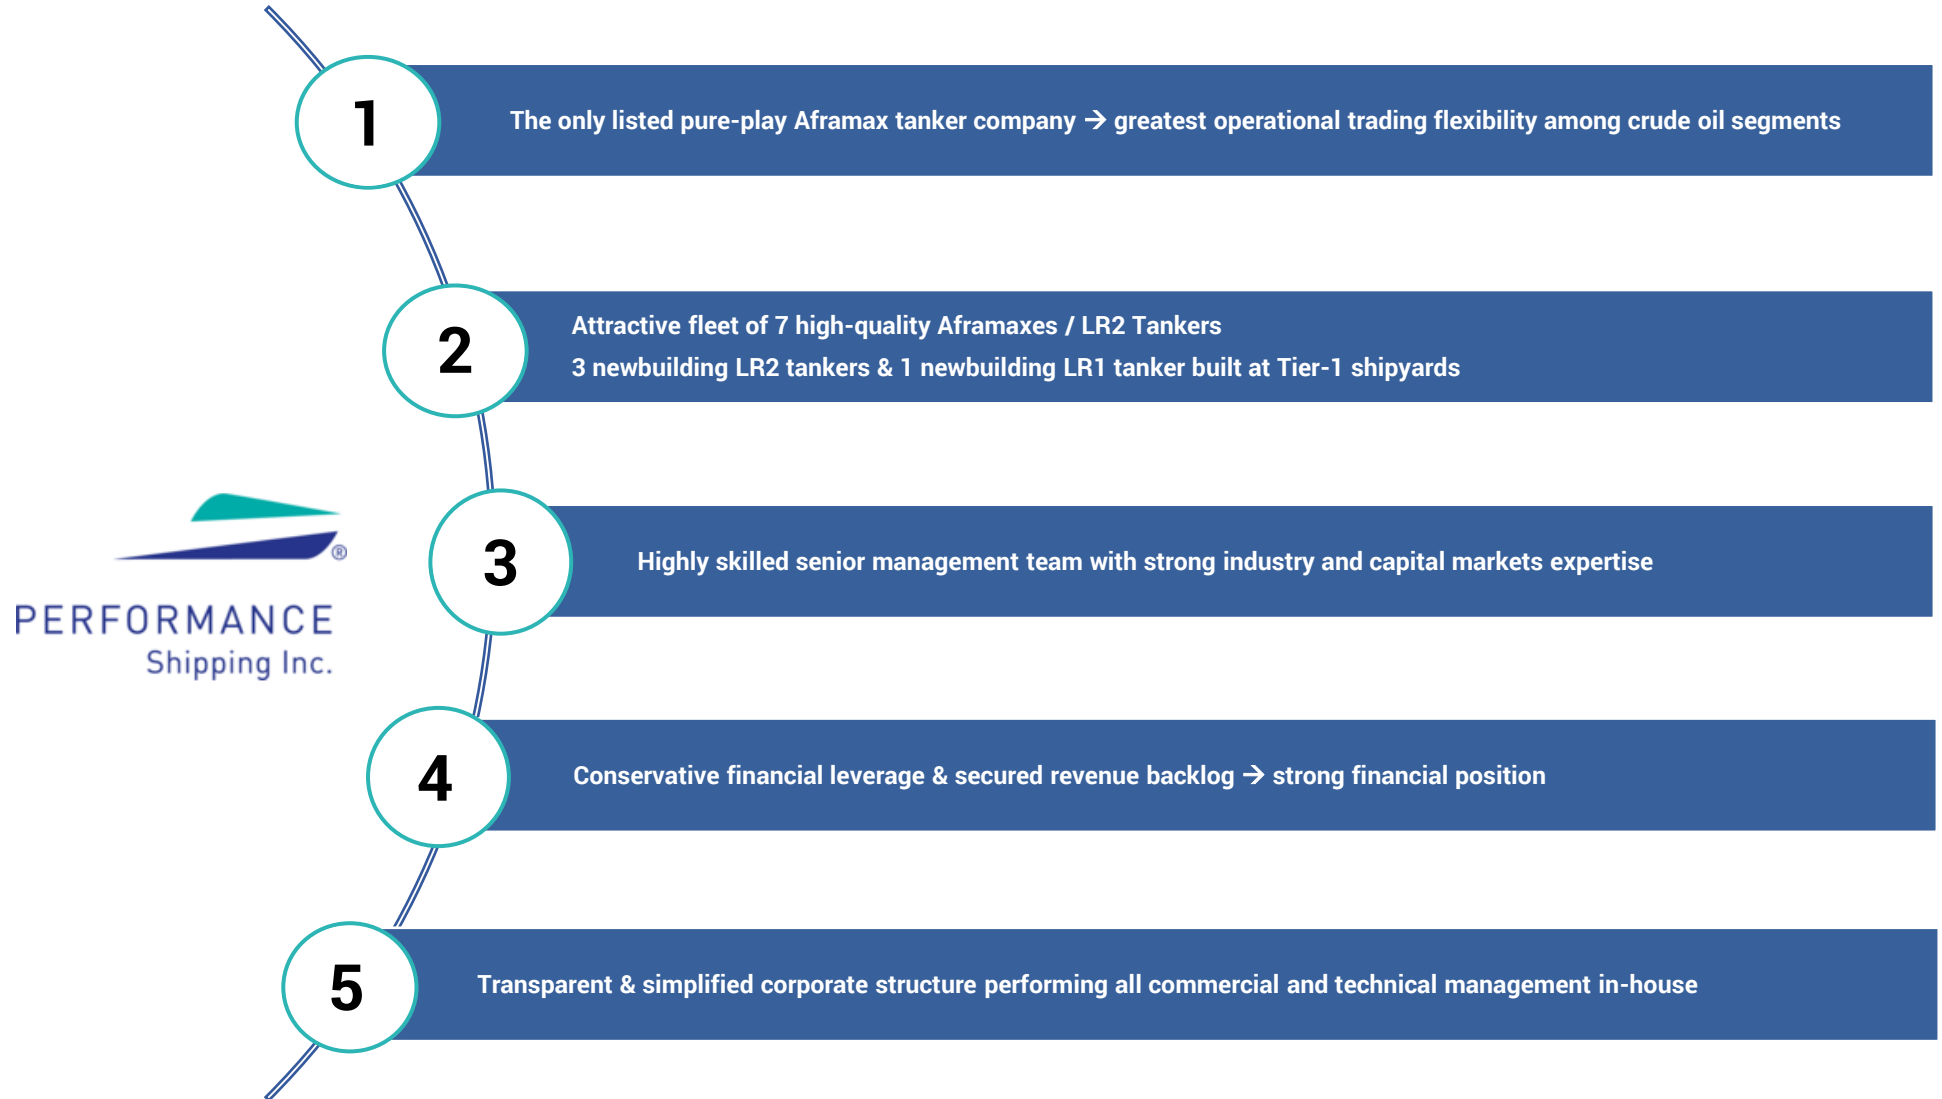 1
The only listed pure-play Aframax tanker company → greatest operational trading flexibility among crude oil segments
2
Attractive fleet of 7 high-quality Aframaxes / LR2 Tankers
3 newbuilding LR2 tankers & 1 newbuilding LR1 tanker built at Tier-1 shipyards
®
PERFORMANCE
Shipping Inc.
3
Highly skilled senior management team with strong industry and capital markets expertise
4
Conservative financial leverage & secured revenue backlog → strong financial position
5
Transparent & simplified corporate structure performing all commercial and technical management in-house